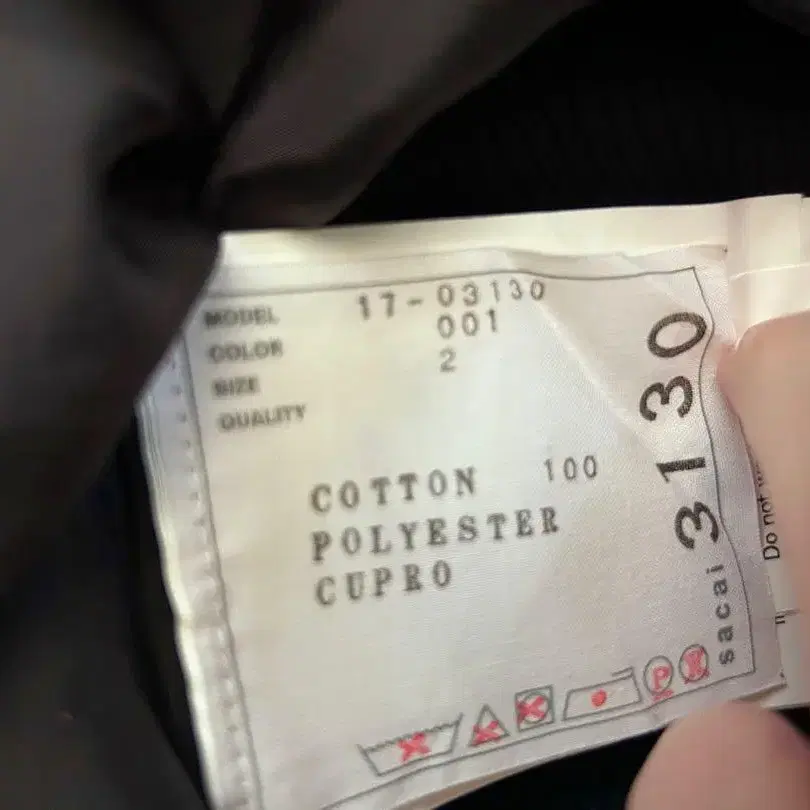 MODEL 17-03130
COLOR 001
SIZE 2
QUALITY
COTTON 100
POLYESTER
CUPRO
sacai 3130
P
Do not